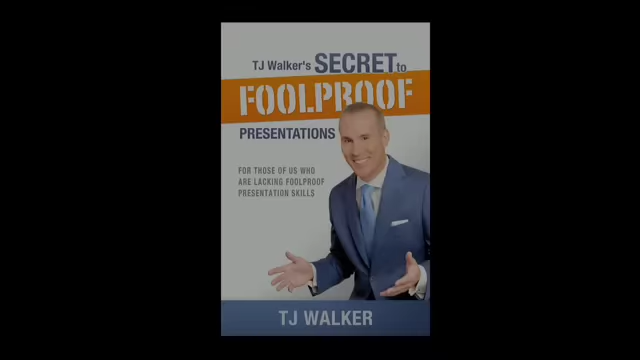 TJ Walker's SECRET to
FOOLPROOF
PRESENTATIONS
FOR THOSE OF US WHO
ARE LACKING FOOLPROOF
PRESENTATION SKILLS
TJ WALKER